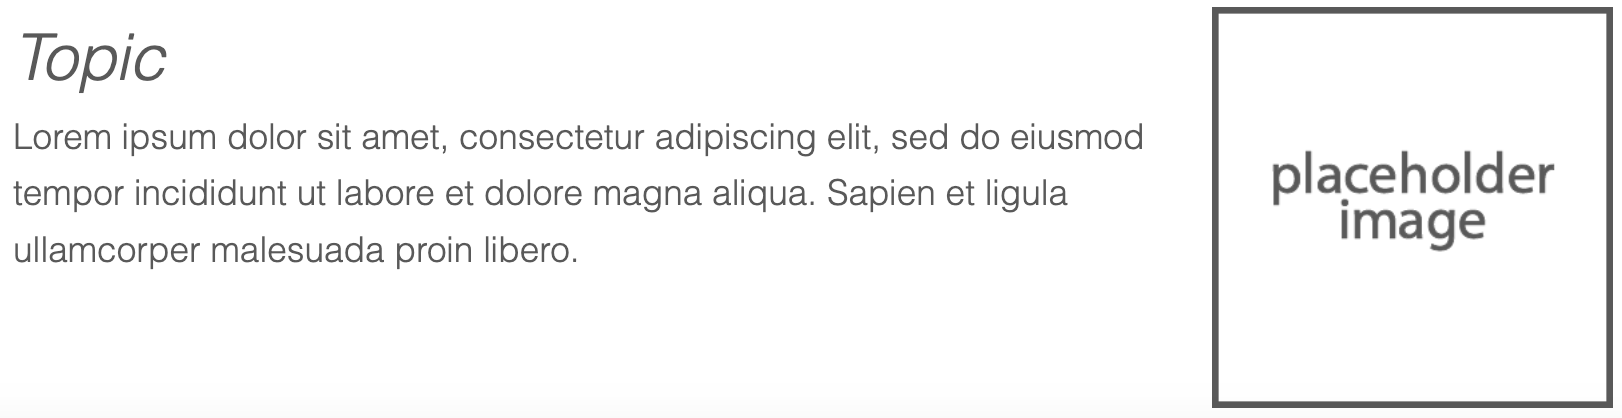 Topic
Lorem ipsum dolor sit amet, consectetur adipiscing elit, sed do eiusmod
tempor incididunt ut labore et dolore magna aliqua. Sapien et ligula
ullamcorper malesuada proin libero.
placeholder
image